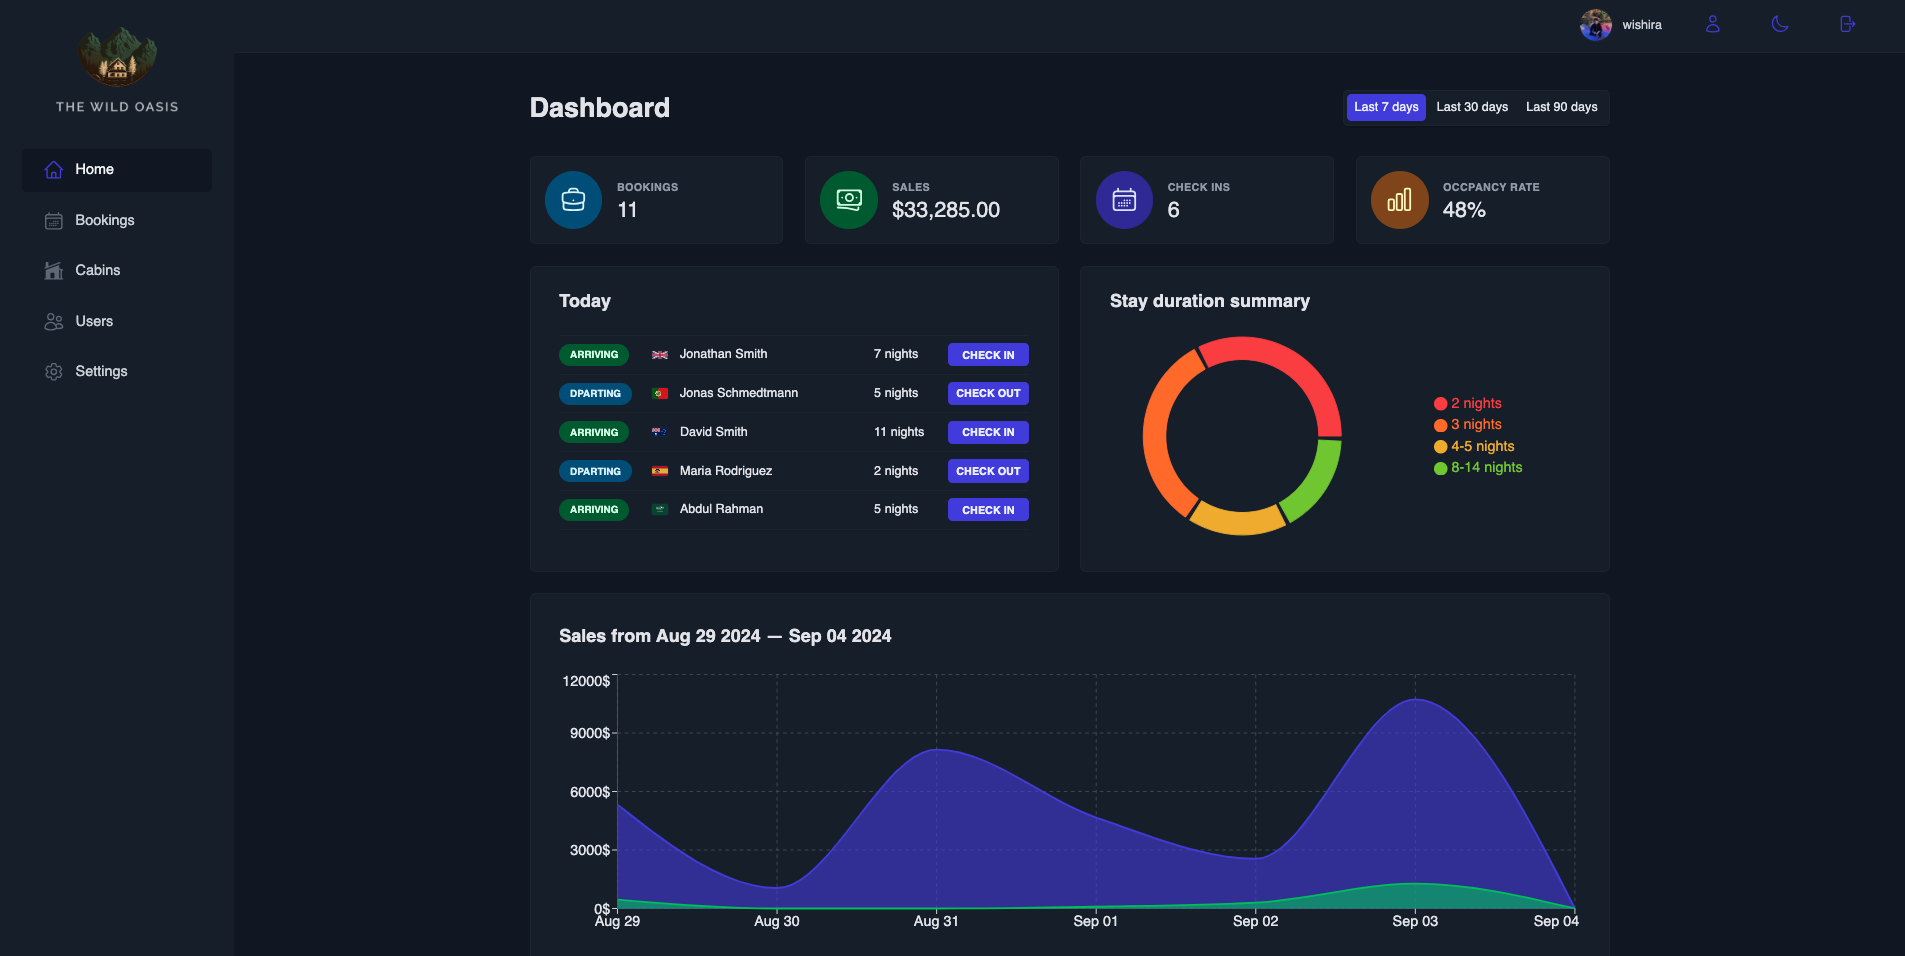 THE WILD OASIS
wishira
Home
Bookings
Cabins
Users
Settings
Dashboard
Last 7 days Last 30 days Last 90 days
BOOKINGS
11
SALES
$33,285.00
CHECK INS
6
OCCPANCY RATE
48%
Today
ARRIVING Jonathan Smith 7 nights CHECK IN
DPARTING Jonas Schmedtmann 5 nights CHECK OUT
ARRIVING David Smith 11 nights CHECK IN
DPARTING Maria Rodriguez 2 nights CHECK OUT
ARRIVING Abdul Rahman 5 nights CHECK IN
Stay duration summary
2 nights
3 nights
4-5 nights
8-14 nights
Sales from Aug 29 2024 — Sep 04 2024
12000$
9000$
6000$
3000$
0$
Aug 29 Aug 30 Aug 31 Sep 01 Sep 02 Sep 03 Sep 04